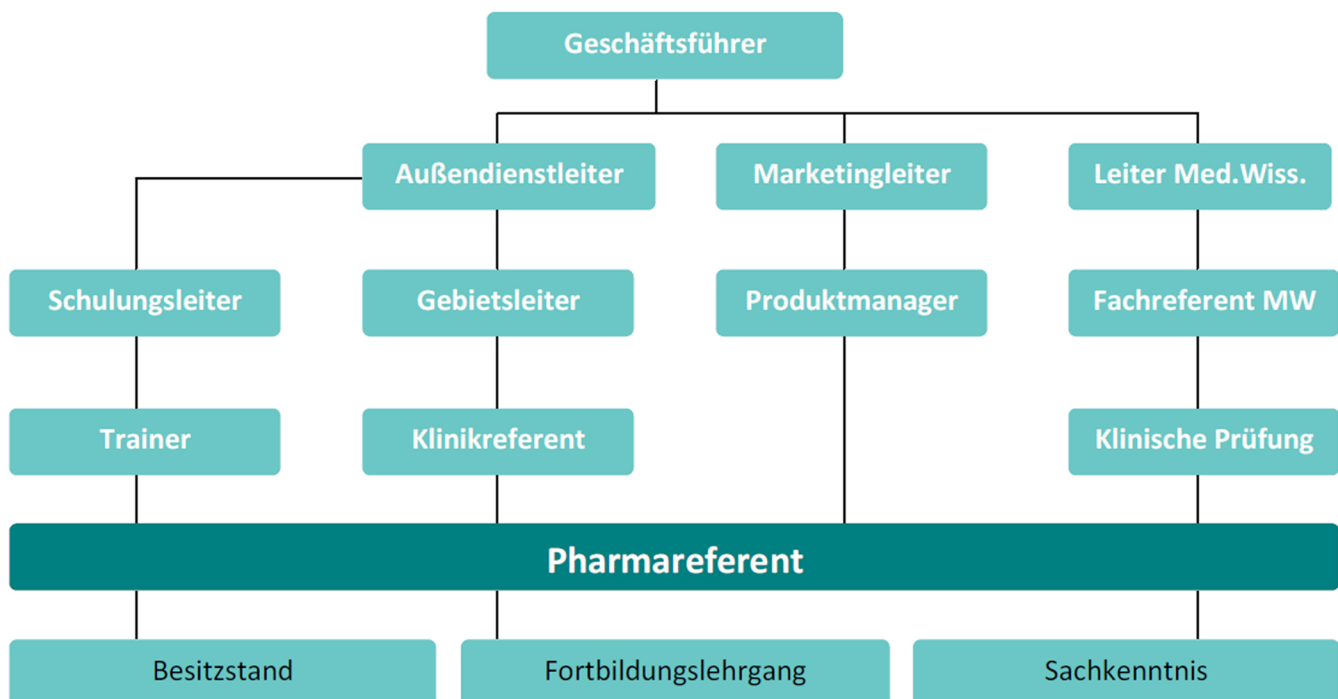 Geschäftsführer
Außendienstleiter
Marketingleiter
Leiter Med.Wiss.
Schulungsleiter
Gebietsleiter
Produktmanager
Fachreferent MW
Trainer
Klinikreferent
Klinische Prüfung
Pharmareferent
Besitzstand
Fortbildungslehrgang
Sachkenntnis